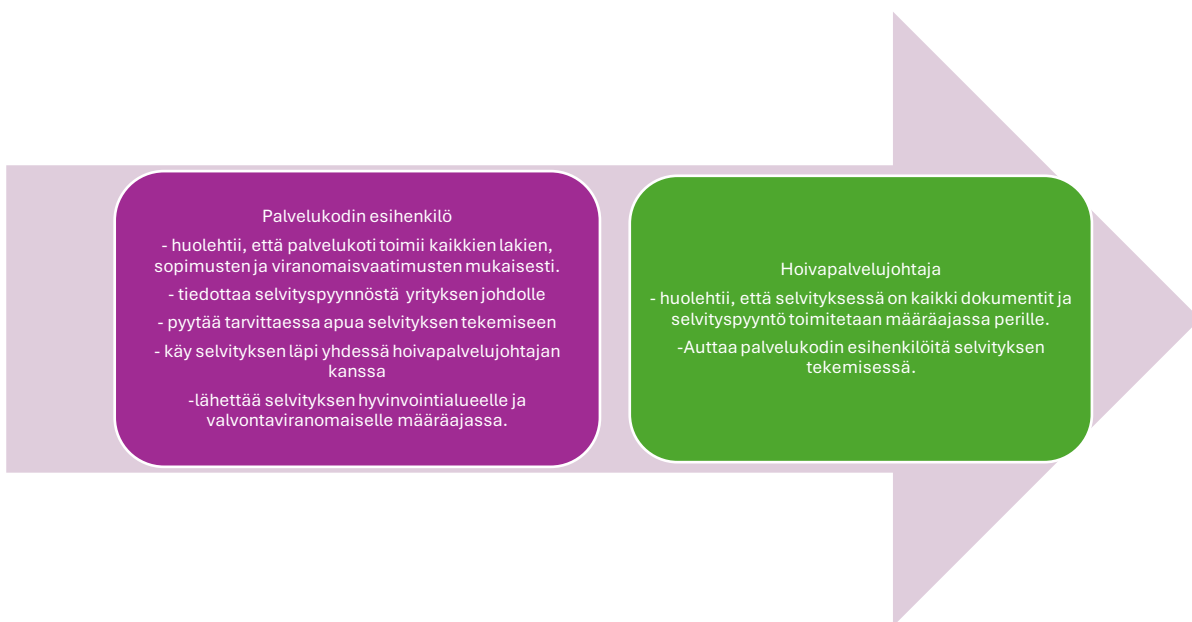 Palvelukodin esihenkilö
- huolehtii, että palvelukoti toimii kaikkien lakien,
sopimusten ja viranomaisvaatimusten mukaisesti.
- tiedottaa selvityspyynnöstä yrityksen johdolle
- pyytää tarvittaessa apua selvityksen tekemiseen
- käy selvityksen läpi yhdessä hoivapalvelujohtajan
kanssa
-lähettää selvityksen hyvinvointialueelle ja
valvontaviranomaiselle määräajassa.
Hoivapalvelujohtaja
- huolehtii, että selvityksessä on kaikki dokumentit ja
selvityspyyntö toimitetaan määräajassa perille.
-Auttaa palvelukodin esihenkilöitä selvityksen
tekemisessä.